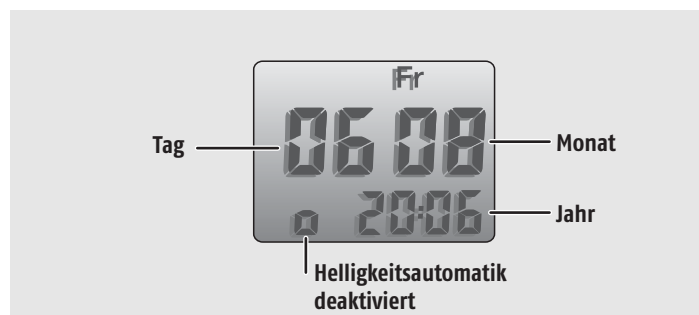 Fr
Tag 06 08 Monat
o 20:06 Jahr
Helligkeitsautomatik
deaktiviert